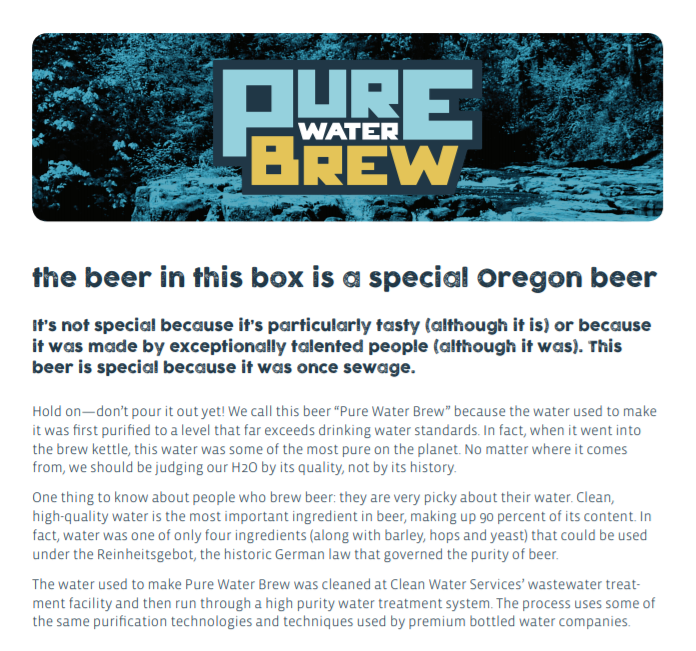 PURE
WATER
BREW
the beer in this box is a special Oregon beer
It's not special because it's particularly tasty (although it is) or because
it was made by exceptionally talented people (although it was). This
beer is special because it was once sewage.
Hold on—don't pour it out yet! We call this beer “Pure Water Brew” because the water used to make
it was first purified to a level that far exceeds drinking water standards. In fact, when it went into
the brew kettle, this water was some of the most pure on the planet. No matter where it comes
from, we should be judging our H2O by its quality, not by its history.
One thing to know about people who brew beer: they are very picky about their water. Clean,
high-quality water is the most important ingredient in beer, making up 90 percent of its content. In
fact, water was one of only four ingredients (along with barley, hops and yeast) that could be used
under the Reinheitsgebot, the historic German law that governed the purity of beer.
The water used to make Pure Water Brew was cleaned at Clean Water Services' wastewater treat-
ment facility and then run through a high purity water treatment system. The process uses some of
the same purification technologies and techniques used by premium bottled water companies.